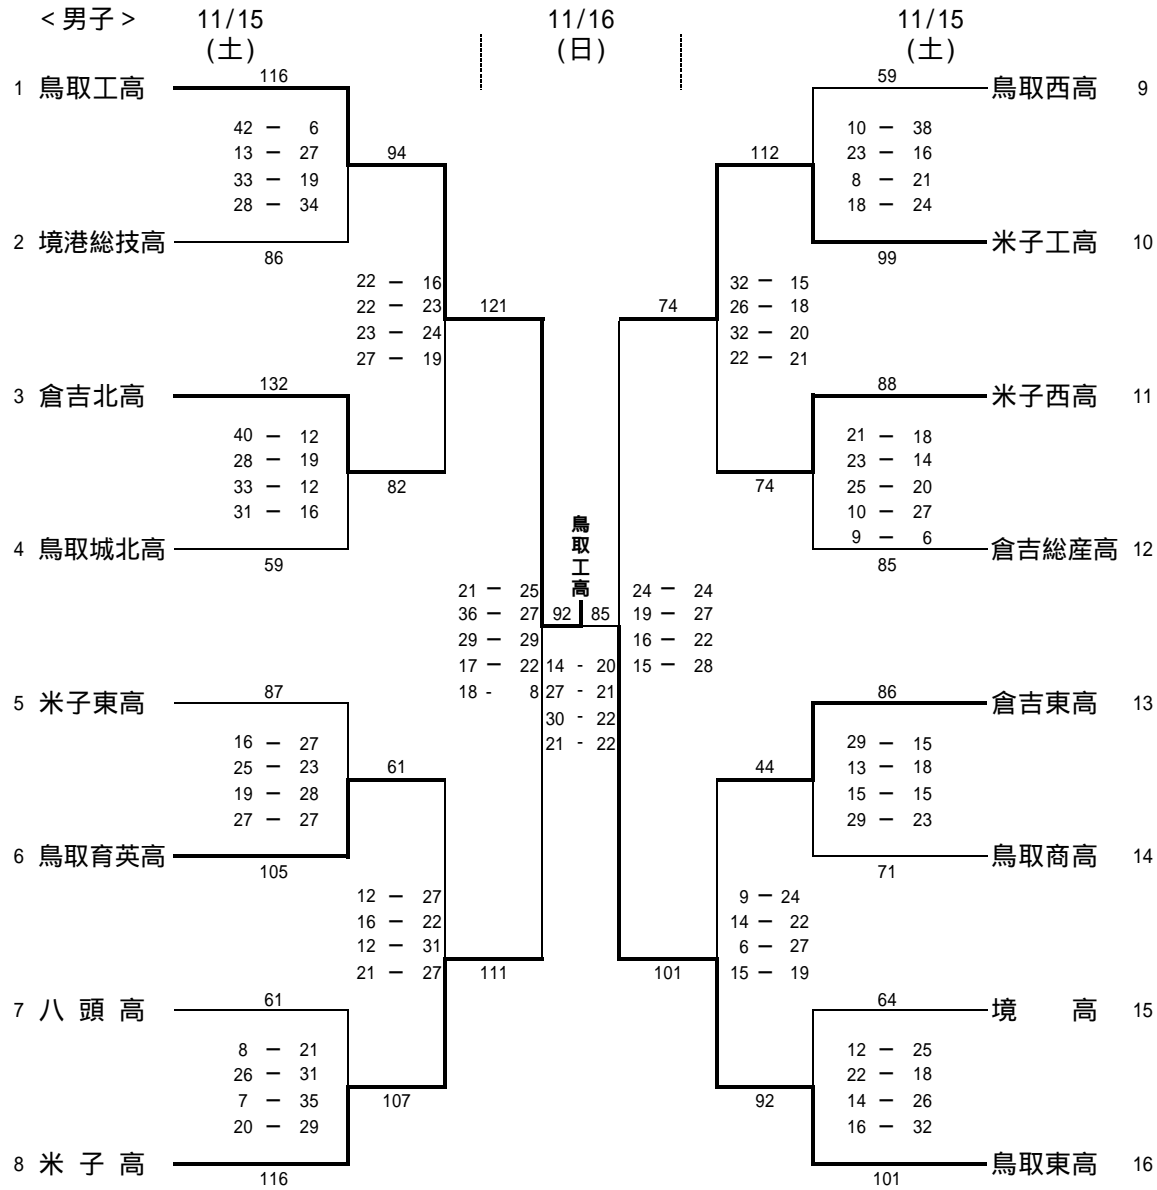 <男子>
11/15
(土)
11/16
(日)
11/15
(土)
1 鳥取工高
116
42 － 6
13 － 27
33 － 19
28 － 34
2 境港総技高
86
94
22 － 16
22 － 23
23 － 24
27 － 19
3 倉吉北高
132
40 － 12
28 － 19
33 － 12
31 － 16
4 鳥取城北高
59
82
121
21 － 25
36 － 27
29 － 29
17 － 22
18 - 8
5 米子東高
87
16 － 27
25 － 23
19 － 28
27 － 27
6 鳥取育英高
105
61
12 － 27
16 － 22
12 － 31
21 － 27
7 八頭高
61
8 － 21
26 － 31
7 － 35
20 － 29
8 米子高
116
107
111
鳥取工高
92 85
14 - 20
27 - 21
30 - 22
21 - 22
59
鳥取西高 9
10 － 38
23 － 16
8 － 21
18 － 24
米子工高 10
99
112
32 － 15
26 － 18
32 － 20
22 － 21
88
米子西高 11
21 － 18
23 － 14
25 － 20
10 － 27
9 － 6
倉吉総産高 12
85
74
74
24 － 24
19 － 27
16 － 22
15 － 28
86
倉吉東高 13
29 － 15
13 － 18
15 － 15
29 － 23
鳥取商高 14
71
44
9 － 24
14 － 22
6 － 27
15 － 19
64
境高 15
12 － 25
22 － 18
14 － 26
16 － 32
鳥取東高 16
101
92
101